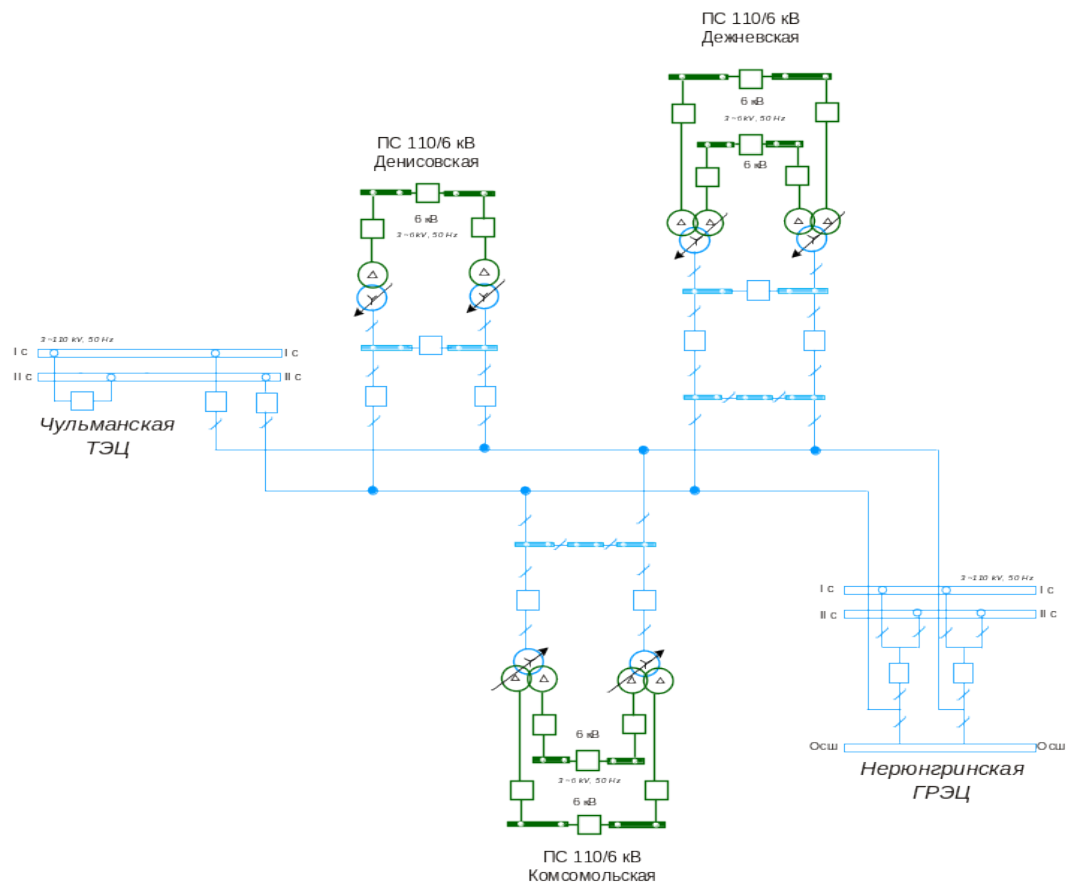 ПС 110/6 кВ
Дежневская
6 кВ
3~6 kV, 50 Hz
6 кВ
ПС 110/6 кВ
Денисовская
6 кВ
3~6 kV, 50 Hz
3~110 kV, 50 Hz
I с
I с
II с
II с
Чульманская
ТЭЦ
3~110 kV, 50 Hz
I с
I с
II с
II с
Осш
Осш
Нерюнгринская
ГРЭЦ
6 кВ
3~6 kV, 50 Hz
6 кВ
ПС 110/6 кВ
Комсомольская